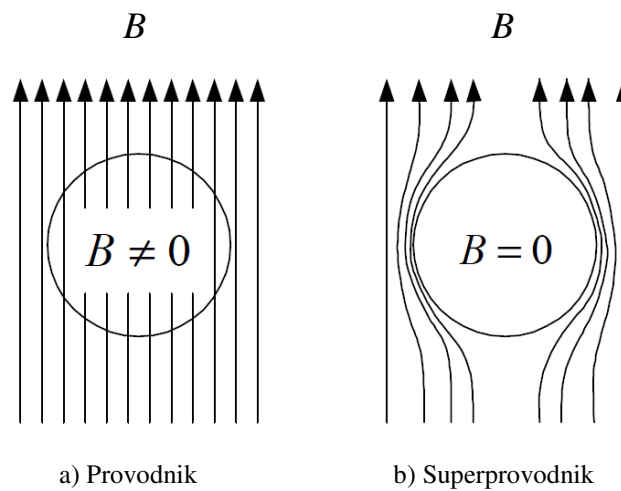 B
B
B ≠ 0
B = 0
a) Provodnik
b) Superprovodnik